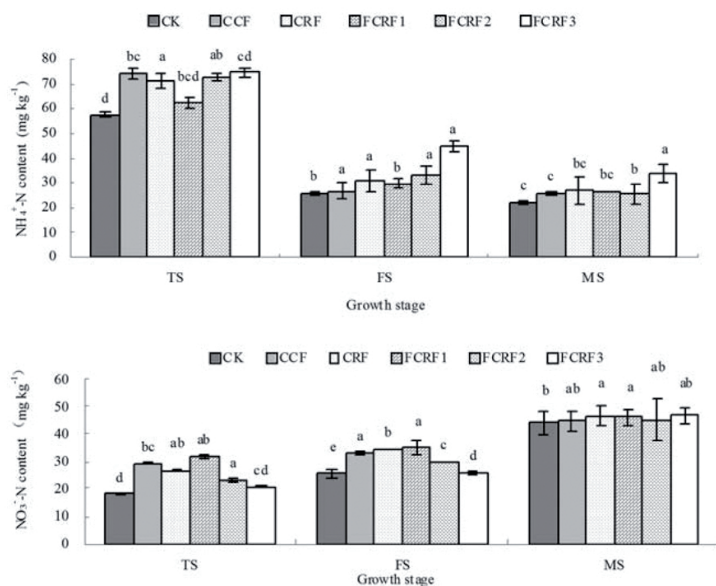 CK CCF CRF FCRF1 FCRF2 FCRF3
NH4+-N content (mg kg-1)
80
70
60
50
40
30
20
10
0
d bc a bcd ab cd
b a a b a a
c c bc bc b a
TS FS MS
Growth stage
CK CCF CRF FCRF1 FCRF2 FCRF3
NO3--N content (mg kg-1)
60
50
40
30
20
10
0
d bc ab ab a cd
e a b a c d
b ab a a ab ab
TS FS MS
Growth stage